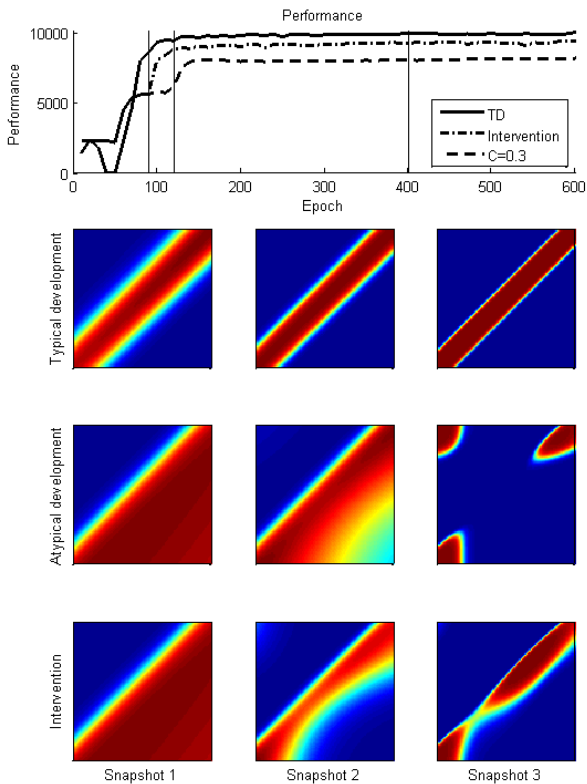 Performance
10000
5000
0
Performance
TD
Intervention
C=0.3
0 100 200 300 400 500 600
Epoch
Typical development
Atypical development
Intervention
Snapshot 1 Snapshot 2 Snapshot 3